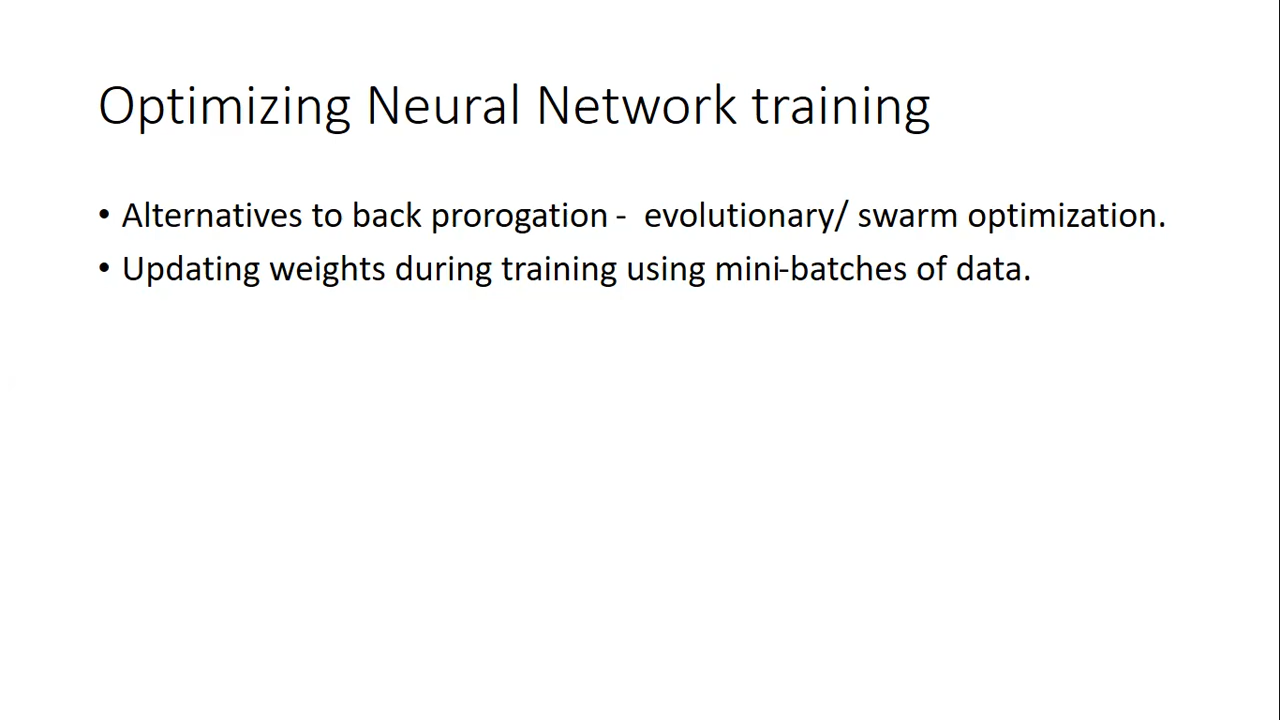 Optimizing Neural Network training
• Alternatives to back prorogation -  evolutionary/ swarm optimization.
• Updating weights during training using mini-batches of data.